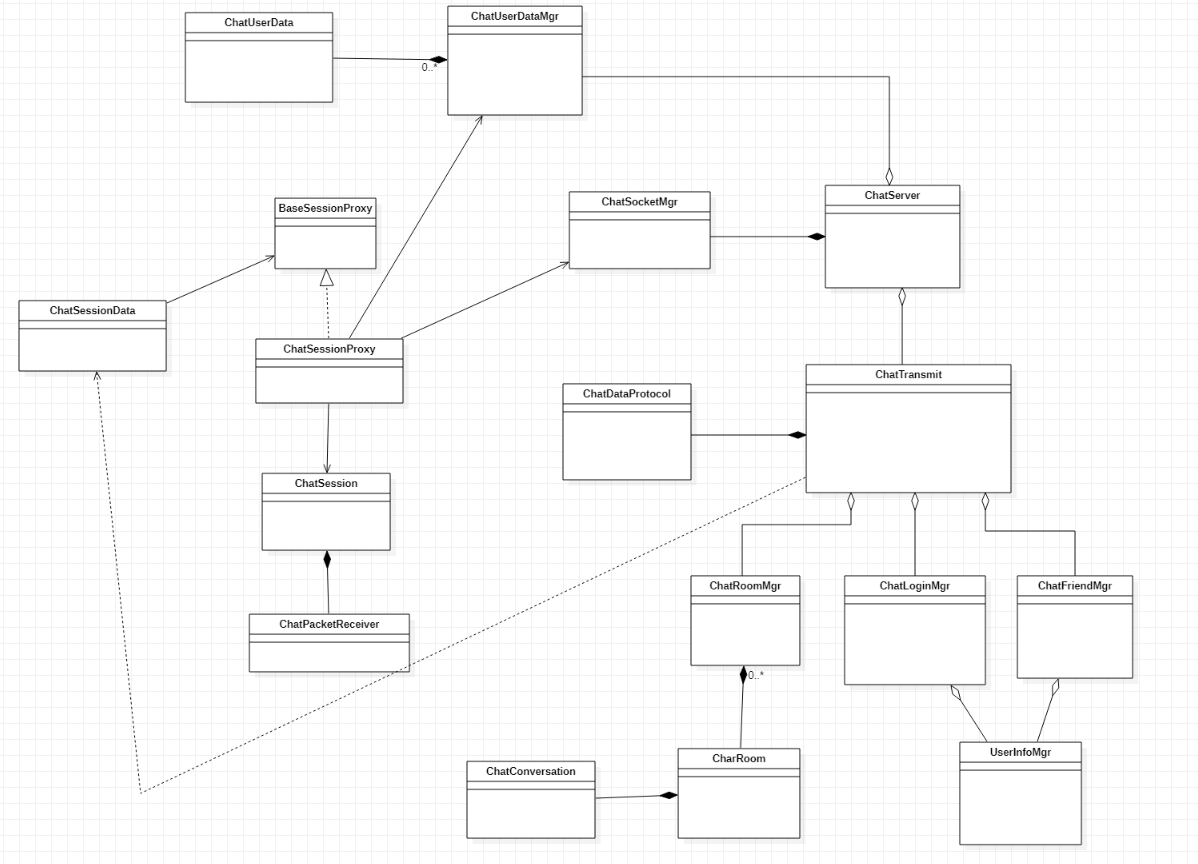 ChatUserData
ChatUserDataMgr
0..*
BaseSessionProxy
ChatSocketMgr
ChatServer
ChatSessionData
ChatSessionProxy
ChatTransmit
ChatDataProtocol
ChatSession
ChatRoomMgr
ChatLoginMgr
ChatFriendMgr
ChatPacketReceiver
0..*
UserInfoMgr
CharRoom
ChatConversation